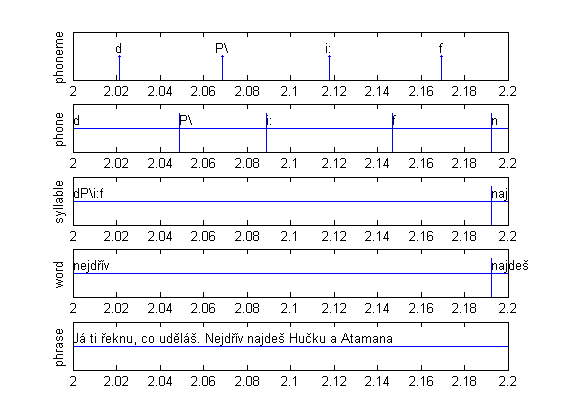 phoneme
d P\ i: f
2 2.02 2.04 2.06 2.08 2.1 2.12 2.14 2.16 2.18 2.2
phone
d P\ i: f n
2 2.02 2.04 2.06 2.08 2.1 2.12 2.14 2.16 2.18 2.2
syllable
dP\i:f naj
2 2.02 2.04 2.06 2.08 2.1 2.12 2.14 2.16 2.18 2.2
word
nejdřív najdeš
2 2.02 2.04 2.06 2.08 2.1 2.12 2.14 2.16 2.18 2.2
phrase
Já ti řeknu, co uděláš. Nejdřív najdeš Hučku a Atamana
2 2.02 2.04 2.06 2.08 2.1 2.12 2.14 2.16 2.18 2.2